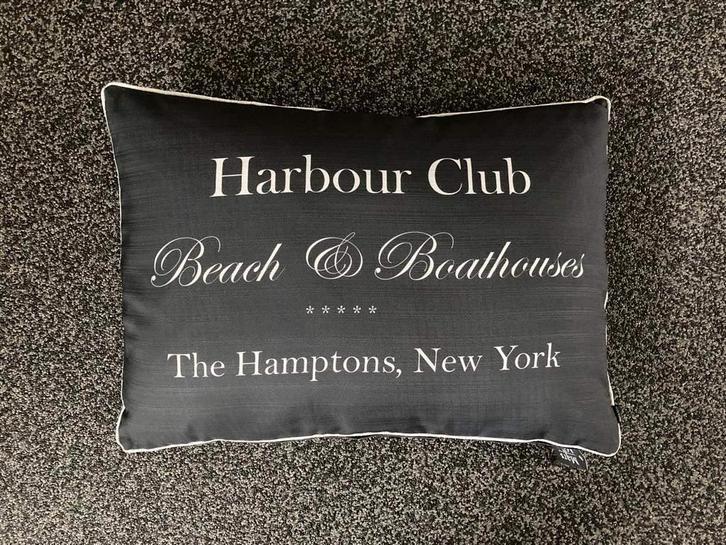 Harbour Club
Beach & Boathouses
*****
The Hamptons, New York